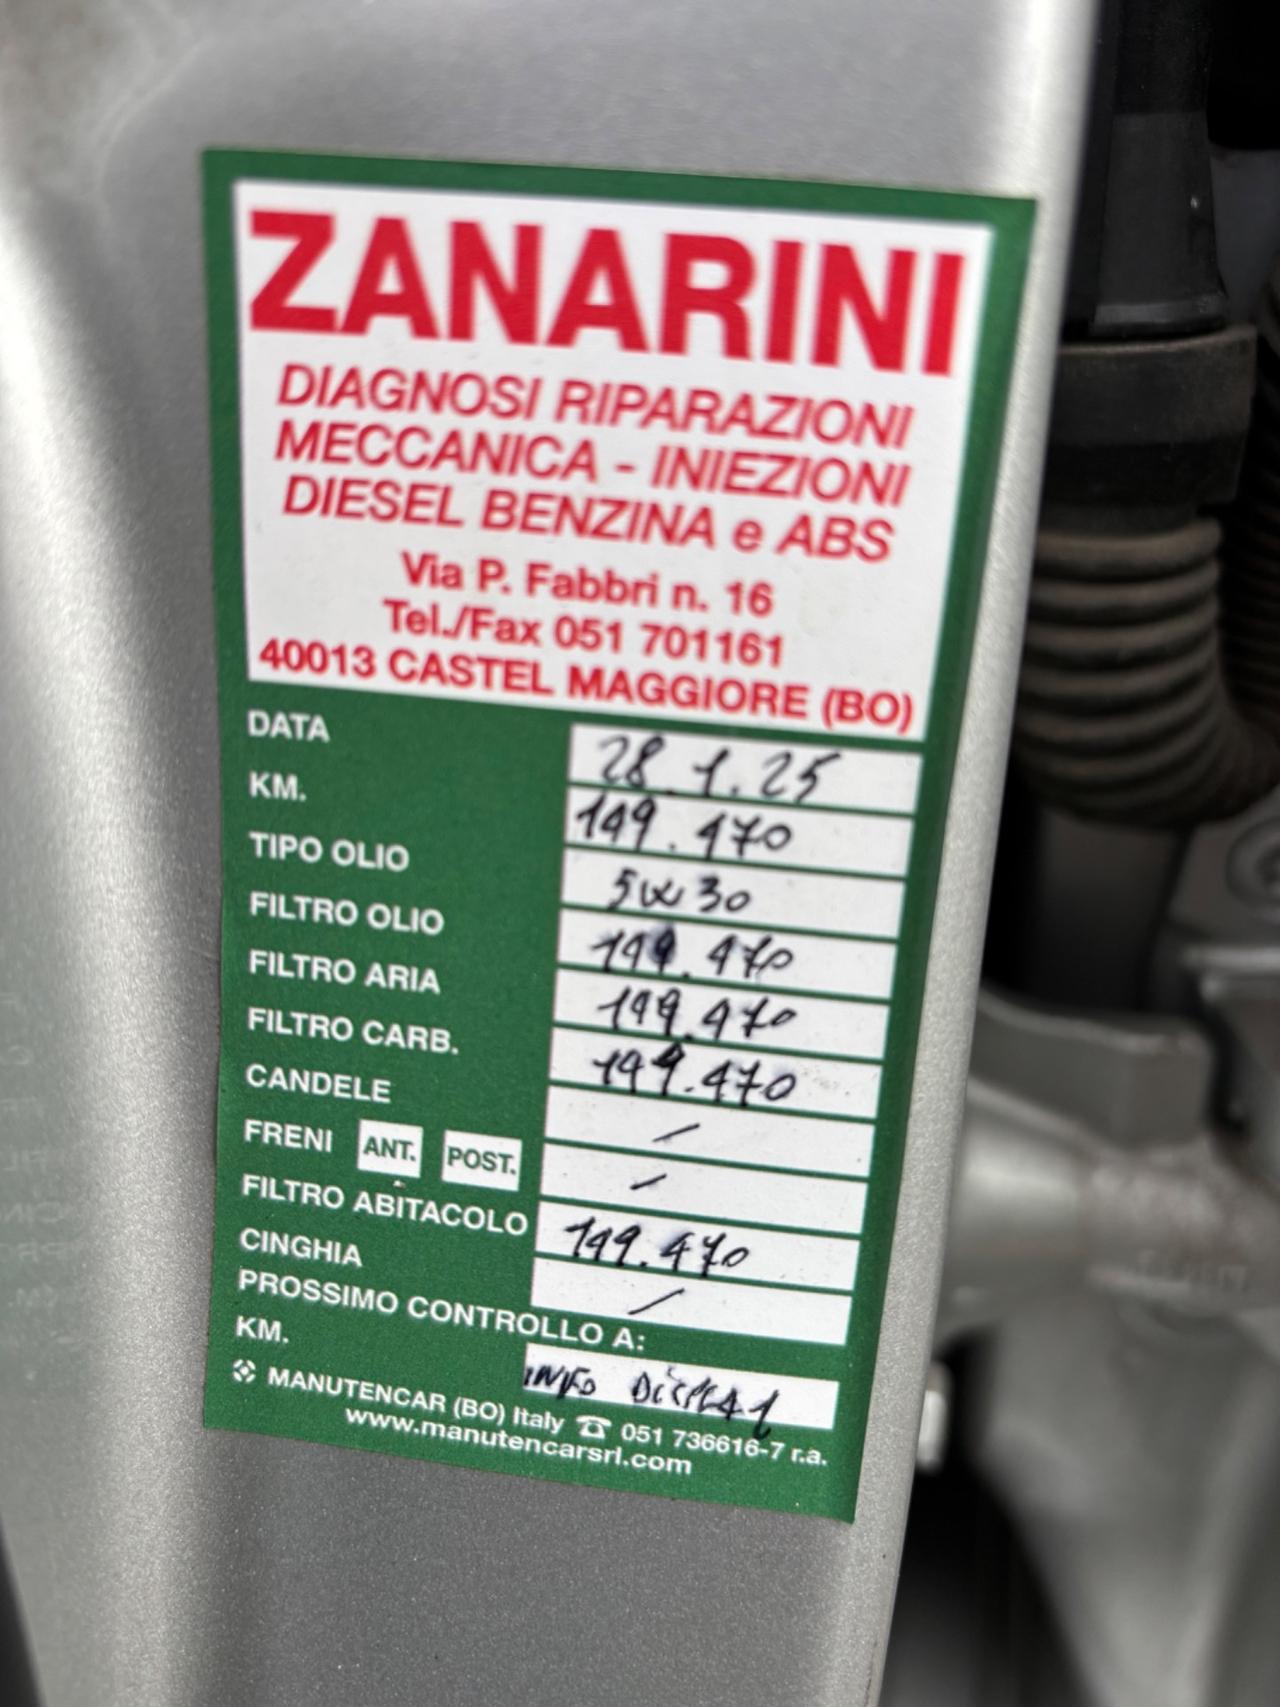 ZANARINI
DIAGNOSI RIPARAZIONI
MECCANICA - INIEZIONI
DIESEL BENZINA e ABS
Via P. Fabbri n. 16
Tel./Fax 051 701161
40013 CASTEL MAGGIORE (BO)
DATA 28.1.25
KM. 149.470
TIPO OLIO 5W30
FILTRO OLIO 149.470
FILTRO ARIA 149.470
FILTRO CARB. 149.470
CANDELE /
FRENI ANT. POST. /
FILTRO ABITACOLO 149.470
CINGHIA /
PROSSIMO CONTROLLO A:
KM. INFO DISPLAY
MANUTENCAR (BO) Italy ☎ 051 736616-7 r.a.
www.manutencarsrl.com